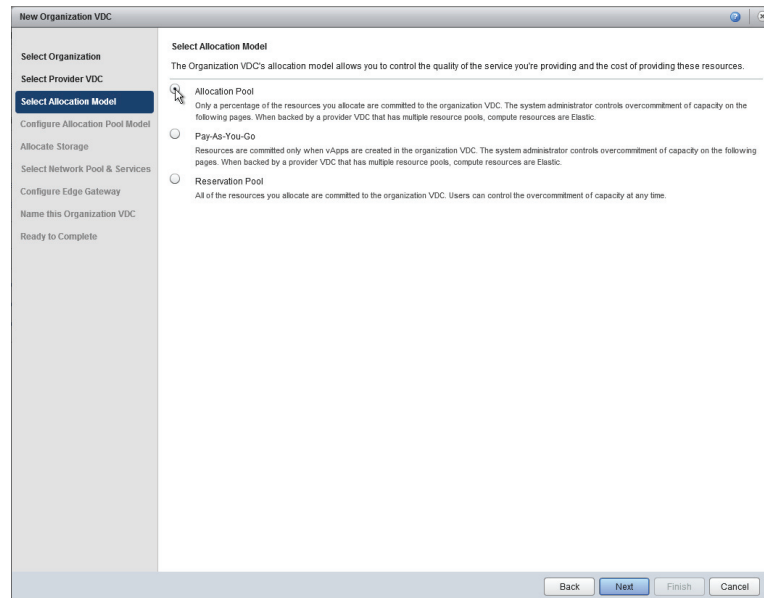 New Organization VDC
Select Organization
Select Provider VDC
Select Allocation Model
Configure Allocation Pool Model
Allocate Storage
Select Network Pool & Services
Configure Edge Gateway
Name this Organization VDC
Ready to Complete
Select Allocation Model
The Organization VDC's allocation model allows you to control the quality of the service you're providing and the cost of providing these resources.
Allocation Pool
Only a percentage of the resources you allocate are committed to the organization VDC. The system administrator controls overcommitment of capacity on the
following pages. When backed by a provider VDC that has multiple resource pools, compute resources are Elastic.
Pay-As-You-Go
Resources are committed only when vApps are created in the organization VDC. The system administrator controls overcommitment of capacity on the following
pages. When backed by a provider VDC that has multiple resource pools, compute resources are Elastic.
Reservation Pool
All of the resources you allocate are committed to the organization VDC. Users can control the overcommitment of capacity at any time.
Back Next Finish Cancel